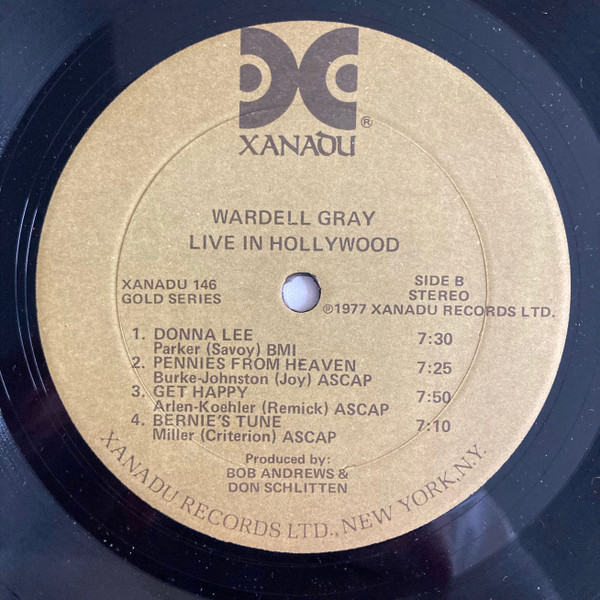 XANADU®
WARDELL GRAY
LIVE IN HOLLYWOOD
XANADU 146
GOLD SERIES
SIDE B
STEREO
℗1977 XANADU RECORDS LTD.
1. DONNA LEE 7:30
Parker (Savoy) BMI
2. PENNIES FROM HEAVEN 7:25
Burke-Johnston (Joy) ASCAP
3. GET HAPPY 7:50
Arlen-Koehler (Remick) ASCAP
4. BERNIE'S TUNE 7:10
Miller (Criterion) ASCAP
Produced by:
BOB ANDREWS &
DON SCHLITTEN
XANADU RECORDS LTD., NEW YORK, N.Y.